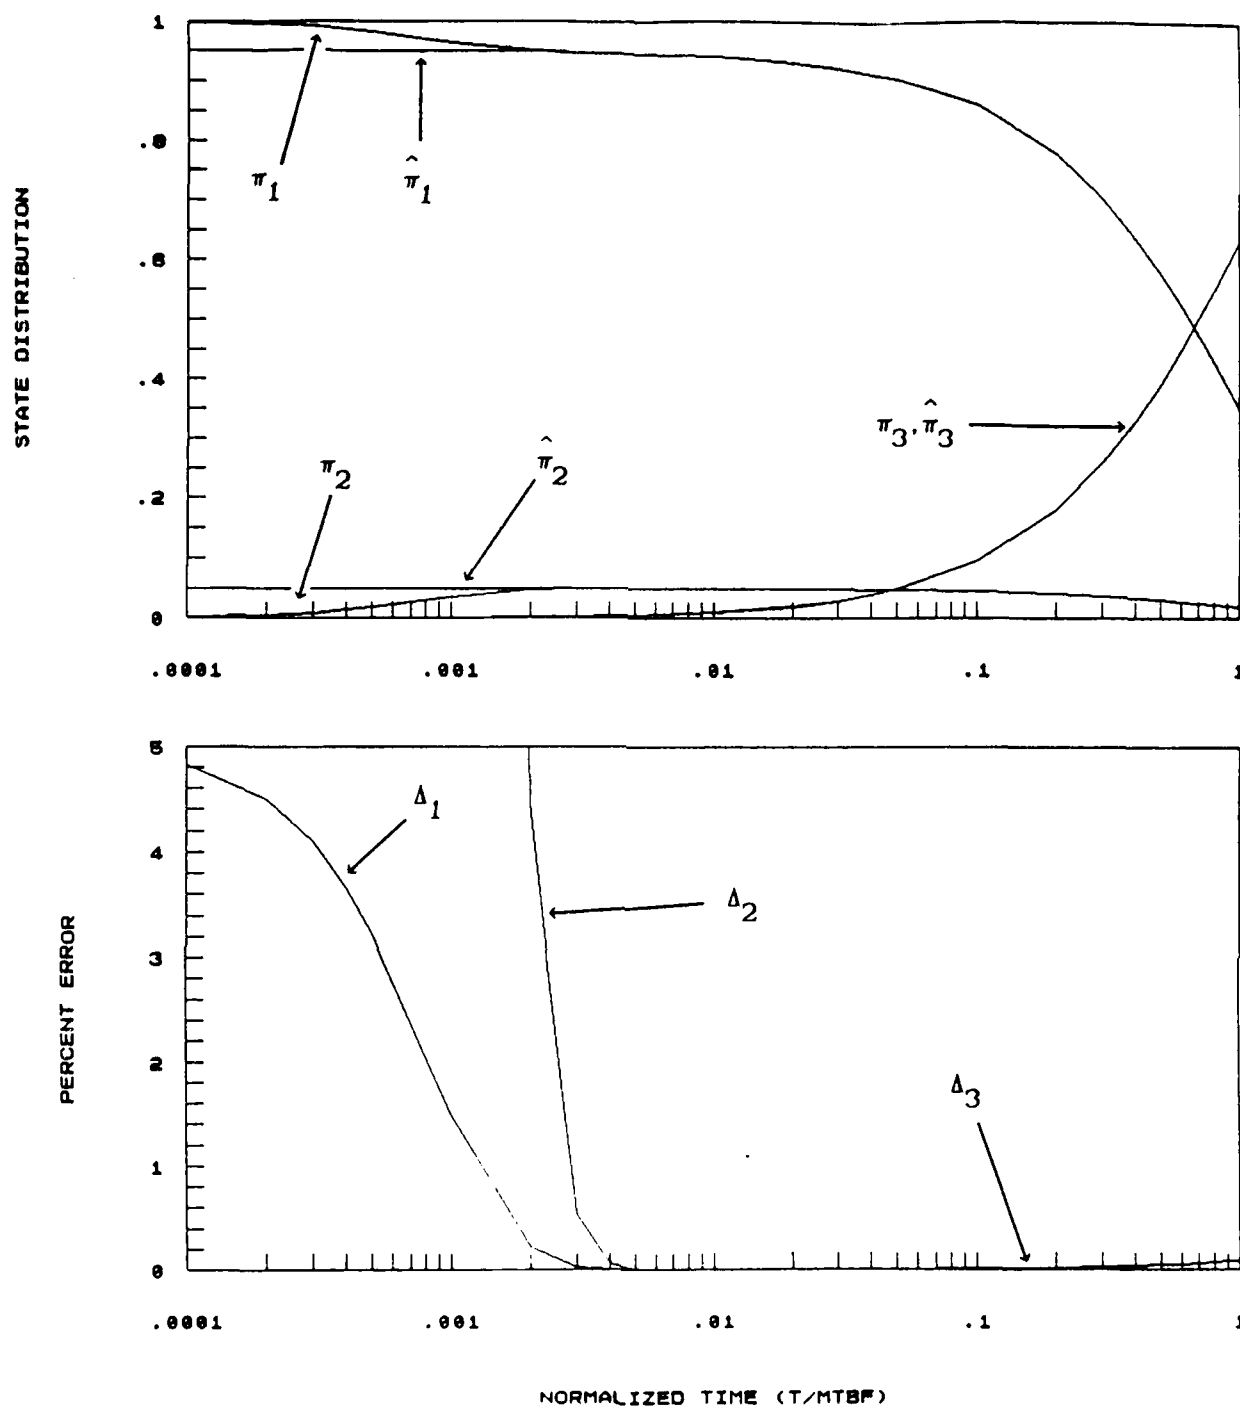 1
.8
.6
.4
.2
0
STATE DISTRIBUTION
π1
π̂1
π2
π̂2
π3, π̂3
.0001
.001
.01
.1
1
5
4
3
2
1
0
PERCENT ERROR
Δ1
Δ2
Δ3
.0001
.001
.01
.1
1
NORMALIZED TIME (T/MTBF)